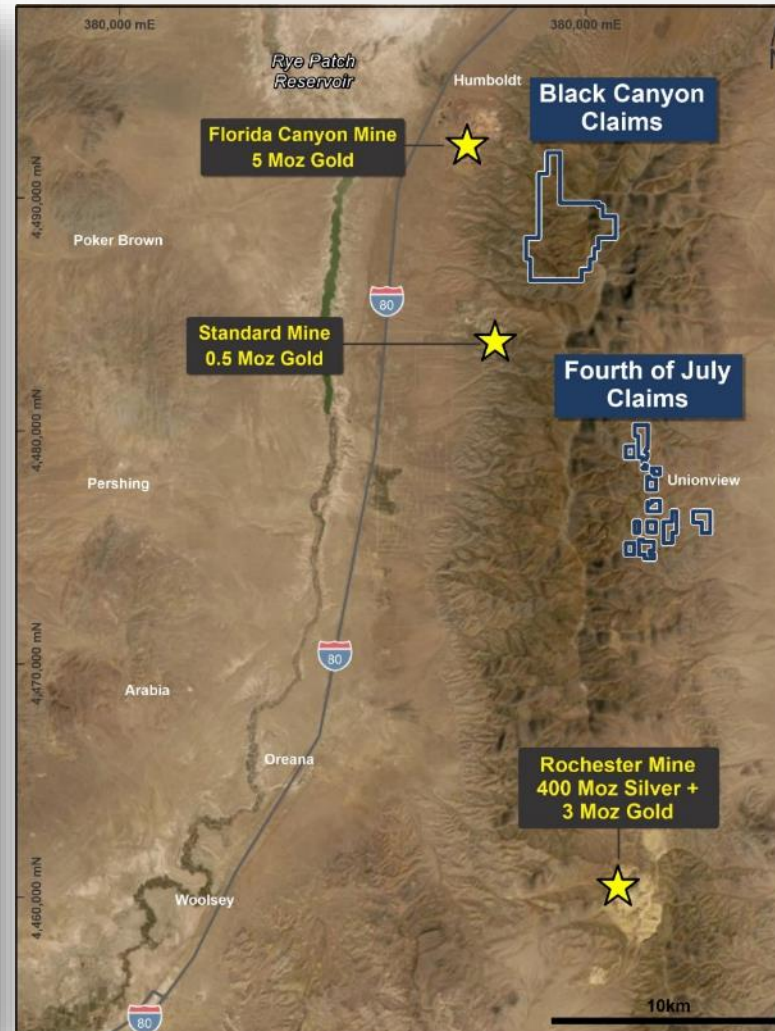 380,000 mE
380,000 mE
Rye Patch
Reservoir
Humboldt
Black Canyon
Claims
Florida Canyon Mine
5 Moz Gold
4,490,000 mN
Poker Brown
80
Standard Mine
0.5 Moz Gold
Fourth of July
Claims
4,480,000 mN
Pershing
Unionview
4,470,000 mN
80
Arabia
Oreana
Rochester Mine
400 Moz Silver +
3 Moz Gold
4,460,000 mN
Woolsey
10km
80